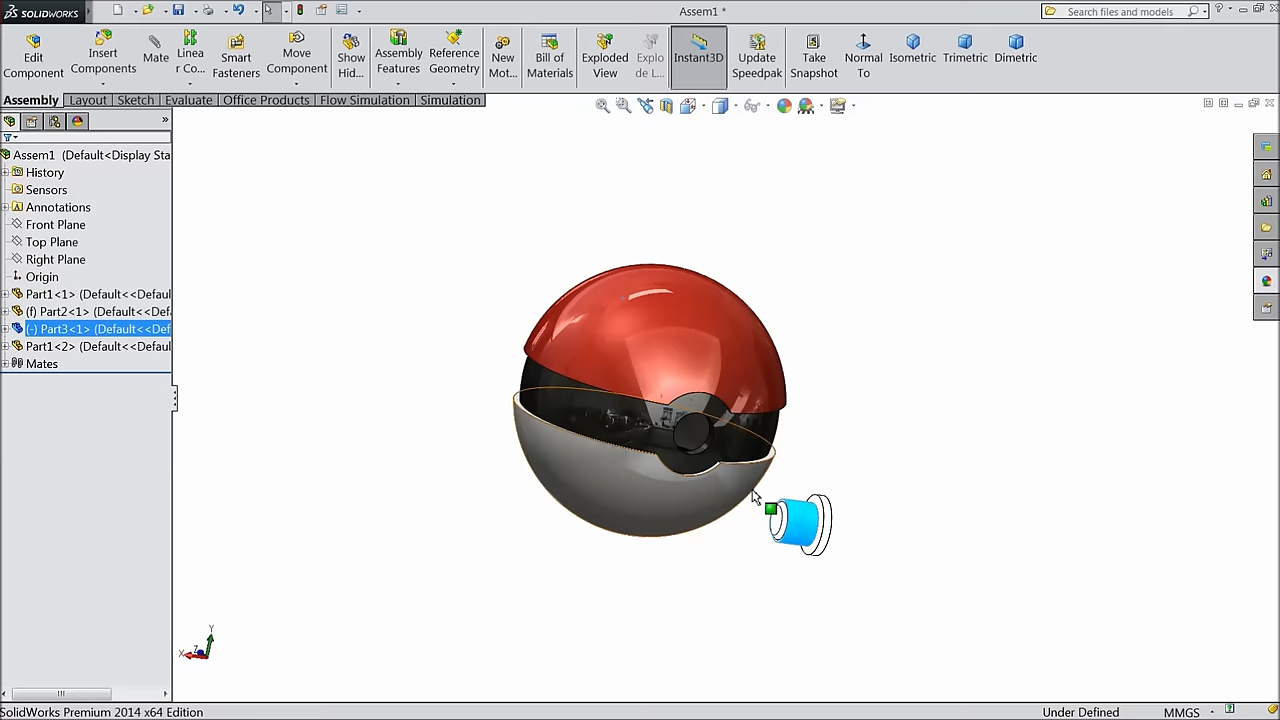 SOLIDWORKS
Assem1 *
Search files and models
Edit
Component
Insert
Components
Mate
Linea
r Co...
Smart
Fasteners
Move
Component
Show
Hid...
Assembly
Features
Reference
Geometry
New
Mot...
Bill of
Materials
Exploded
View
Explo
de L...
Instant3D
Update
Speedpak
Take
Snapshot
Normal
To
Isometric
Trimetric
Dimetric
Assembly
Layout
Sketch
Evaluate
Office Products
Flow Simulation
Simulation
Assem1 (Default<Display Sta
History
Sensors
Annotations
Front Plane
Top Plane
Right Plane
Origin
Part1<1> (Default<<Defaul
(f) Part2<1> (Default<<Defa
(-) Part3<1> (Default<<Def
Part1<2> (Default<<Defaul
Mates
Y
X
Z
SolidWorks Premium 2014 x64 Edition
Under Defined
MMGS